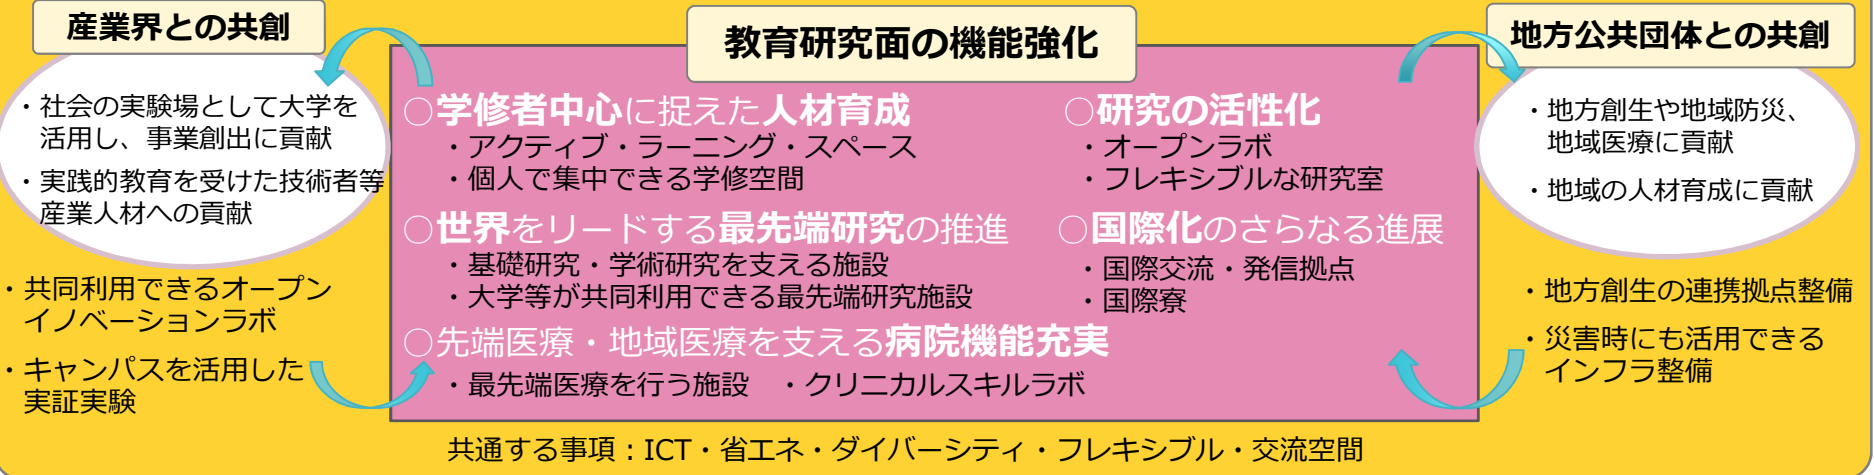 産業界との共創
・社会の実験場として大学を
活用し、事業創出に貢献
・実践的教育を受けた技術者等
産業人材への貢献
・共同利用できるオープン
イノベーションラボ
・キャンパスを活用した
実証実験
教育研究面の機能強化
○学修者中心に捉えた人材育成
・アクティブ・ラーニング・スペース
・個人で集中できる学修空間
○研究の活性化
・オープンラボ
・フレキシブルな研究室
○世界をリードする最先端研究の推進
・基礎研究・学術研究を支える施設
・大学等が共同利用できる最先端研究施設
○国際化のさらなる進展
・国際交流・発信拠点
・国際寮
○先端医療・地域医療を支える病院機能充実
・最先端医療を行う施設　・クリニカルスキルラボ
地方公共団体との共創
・地方創生や地域防災、
地域医療に貢献
・地域の人材育成に貢献
・地方創生の連携拠点整備
・災害時にも活用できる
インフラ整備
共通する事項：ICT・省エネ・ダイバーシティ・フレキシブル・交流空間